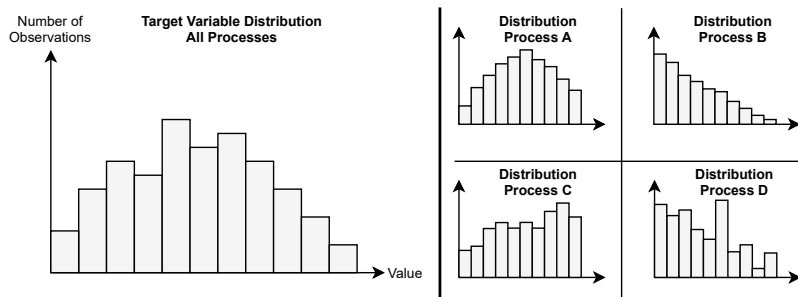 Number of
Observations
Target Variable Distribution
All Processes
Value
Distribution
Process A
Distribution
Process B
Distribution
Process C
Distribution
Process D